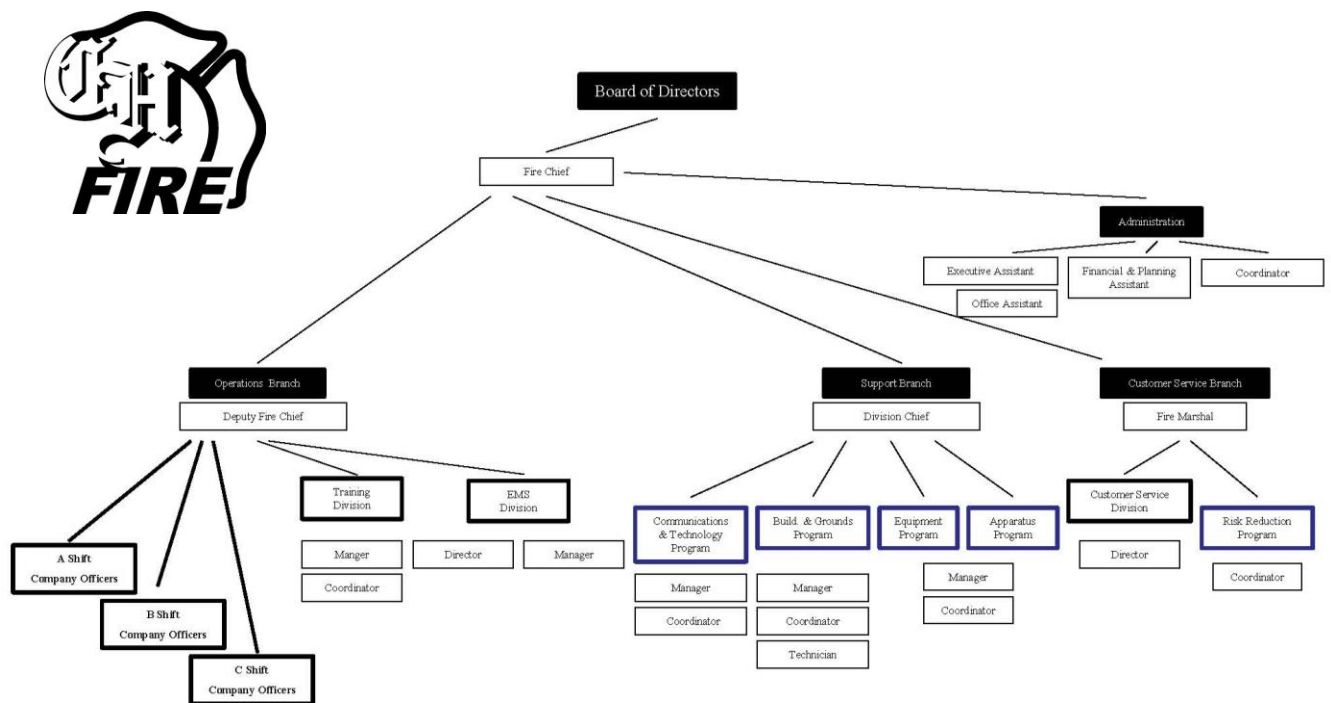 CH
FIRE
Board of Directors
Fire Chief
Administration
Executive Assistant
Financial & Planning
Assistant
Coordinator
Office Assistant
Operations Branch
Deputy Fire Chief
Support Branch
Division Chief
Customer Service Branch
Fire Marshal
A Shift
Company Officers
B Shift
Company Officers
C Shift
Company Officers
Training
Division
Manger
Coordinator
EMS
Division
Director
Manager
Communications
& Technology
Program
Manager
Coordinator
Build. & Grounds
Program
Manager
Coordinator
Technician
Equipment
Program
Apparatus
Program
Manager
Coordinator
Customer Service
Division
Director
Risk Reduction
Program
Coordinator